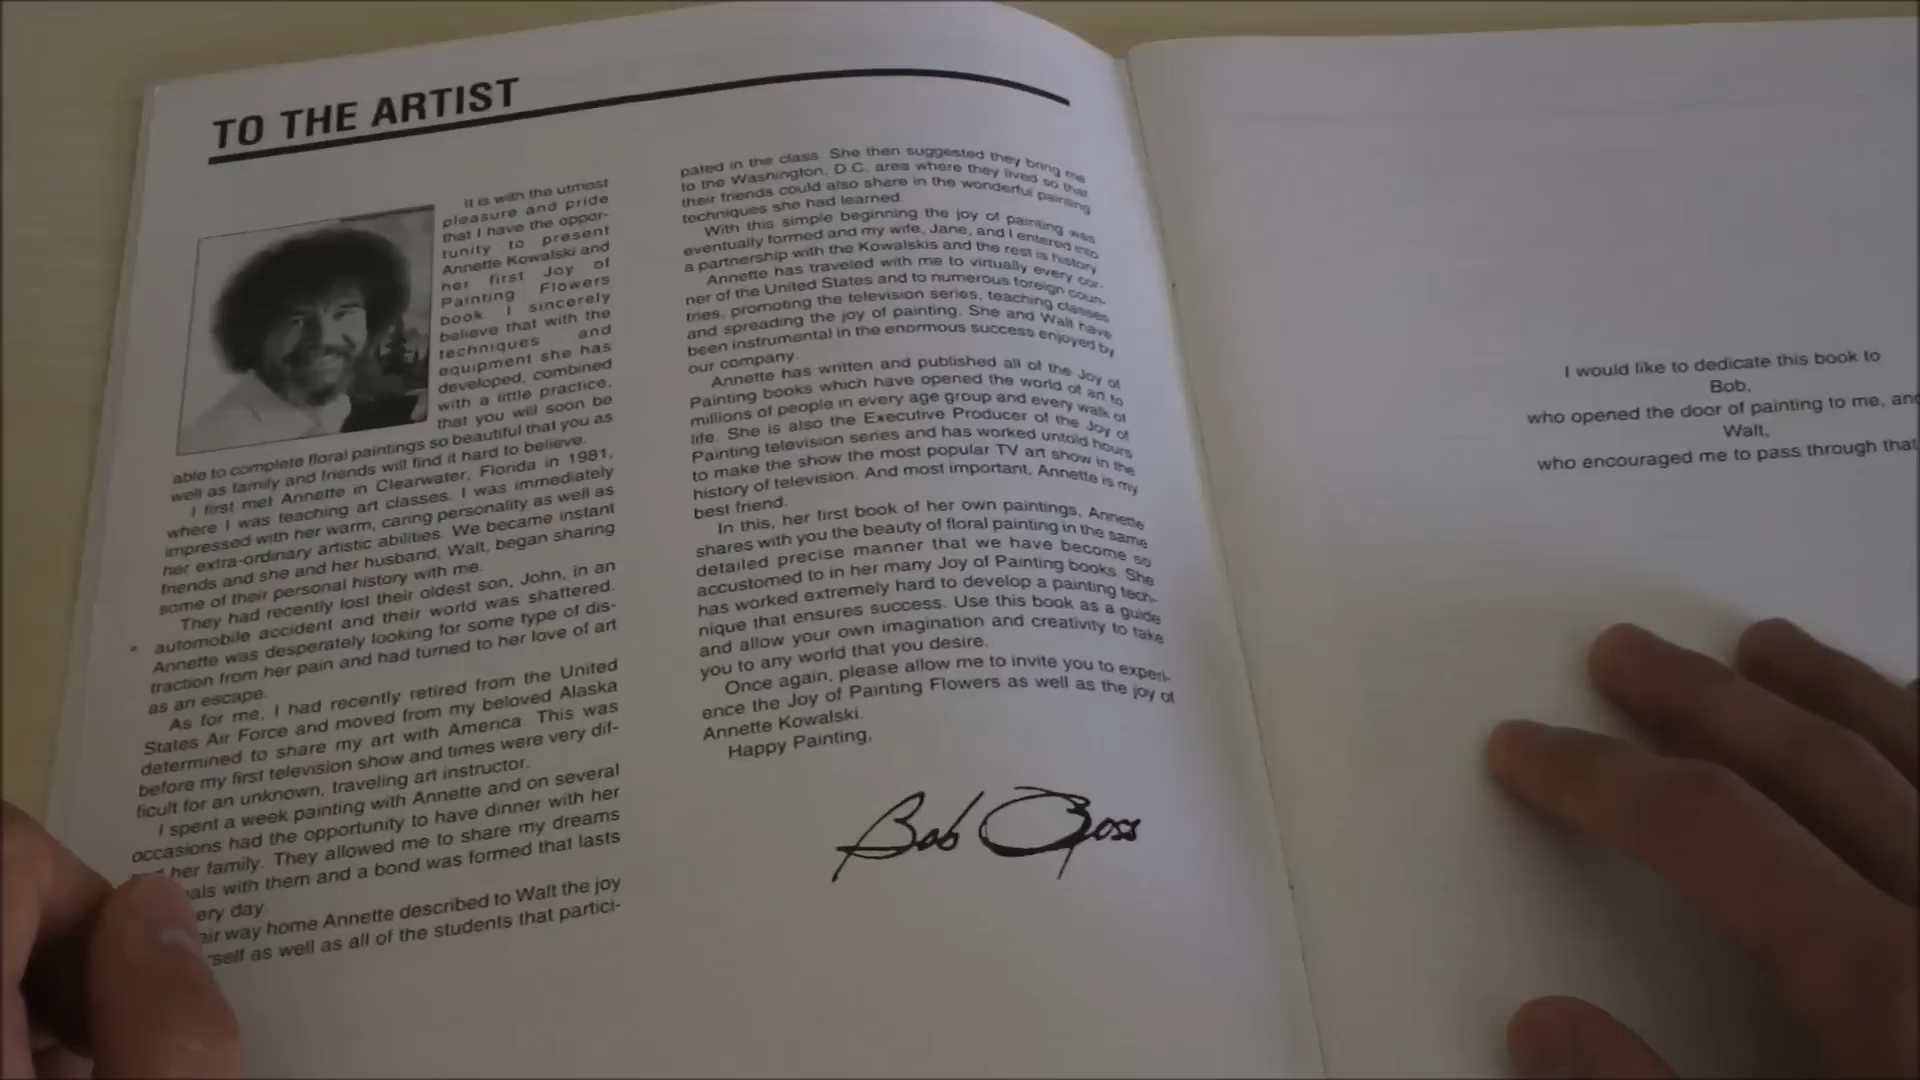 TO THE ARTIST
It is with the utmost
pleasure and pride
that I have the oppor-
tunity to present
Annette Kowalski and
her first Joy of
Painting Flowers
book. I sincerely
believe that with the
techniques and
equipment she has
developed, combined
with a little practice,
that you will soon be
able to complete floral paintings so beautiful that you as
well as family and friends will find it hard to believe.
I first met Annette in Clearwater, Florida in 1981,
where I was teaching art classes. I was immediately
impressed with her warm, caring personality as well as
her extra-ordinary artistic abilities. We became instant
friends and she and her husband, Walt, began sharing
some of their personal history with me.
They had recently lost their oldest son, John, in an
automobile accident and their world was shattered.
Annette was desperately looking for some type of dis-
traction from her pain and had turned to her love of art
as an escape.
As for me, I had recently retired from the United
States Air Force and moved from my beloved Alaska
determined to share my art with America. This was
before my first television show and times were very dif-
ficult for an unknown, traveling art instructor.
I spent a week painting with Annette and on several
occasions had the opportunity to have dinner with her
her family. They allowed me to share my dreams
with them and a bond was formed that lasts
day.
way home Annette described to Walt the joy
as well as all of the students that partici-
pated in the class. She then suggested they bring me
to the Washington, D.C. area where they lived so that
their friends could also share in the wonderful painting
techniques she had learned.
With this simple beginning the joy of painting was
eventually formed and my wife, Jane, and I entered into
a partnership with the Kowalskis and the rest is history.
Annette has traveled with me to virtually every cor-
ner of the United States and to numerous foreign coun-
tries, promoting the television series, teaching classes
and spreading the joy of painting. She and Walt have
been instrumental in the enormous success enjoyed by
our company.
Annette has written and published all of the Joy of
Painting books which have opened the world of art to
millions of people in every age group and every walk of
life. She is also the Executive Producer of the Joy of
Painting television series and has worked untold hours
to make the show the most popular TV art show in the
history of television. And most important, Annette is my
best friend.
In this, her first book of her own paintings, Annette
shares with you the beauty of floral painting in the same
detailed precise manner that we have become so
accustomed to in her many Joy of Painting books. She
has worked extremely hard to develop a painting tech-
nique that ensures success. Use this book as a guide
and allow your own imagination and creativity to take
you to any world that you desire.
Once again, please allow me to invite you to experi-
ence the Joy of Painting Flowers as well as the joy of
Annette Kowalski.
Happy Painting,
Bob Ross
I would like to dedicate this book to
Bob,
who opened the door of painting to me, and
Walt,
who encouraged me to pass through that